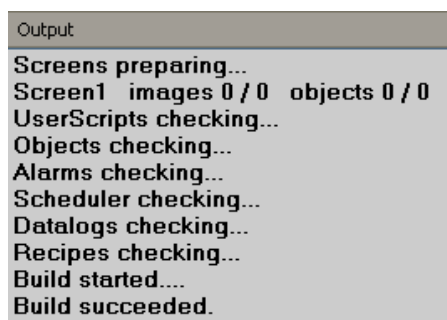 Output
Screens preparing...
Screen1 images 0 / 0 objects 0 / 0
UserScripts checking...
Objects checking...
Alarms checking...
Scheduler checking...
Datalogs checking...
Recipes checking...
Build started....
Build succeeded.